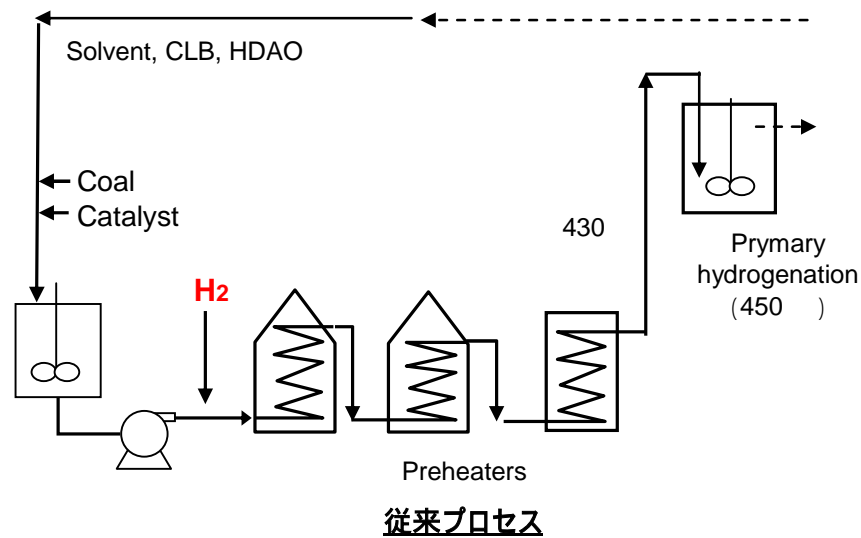 Solvent, CLB, HDAO
Coal
Catalyst
H2
430
Prymary
hydrogenation
(450　)
Preheaters
従来プロセス